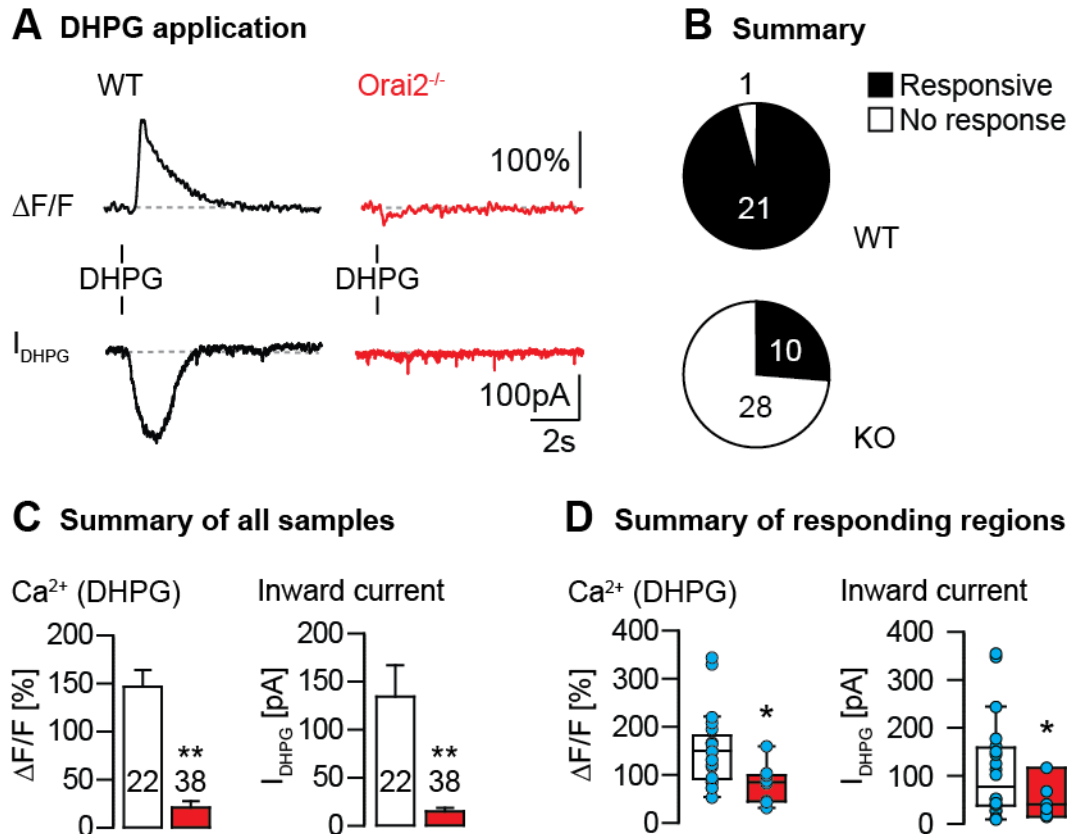 A DHPG application
WT
Orai2-/-
100%
ΔF/F
DHPG
DHPG
IDHPG
100pA
2s
B Summary
Responsive
No response
1
21
WT
10
28
KO
C Summary of all samples
Ca2+ (DHPG)
ΔF/F [%]
200
150
100
50
0
22
**
38
Inward current
IDHPG [pA]
200
150
100
50
0
22
**
38
D Summary of responding regions
Ca2+ (DHPG)
ΔF/F [%]
400
300
200
100
0
*
Inward current
IDHPG [pA]
400
300
200
100
0
*